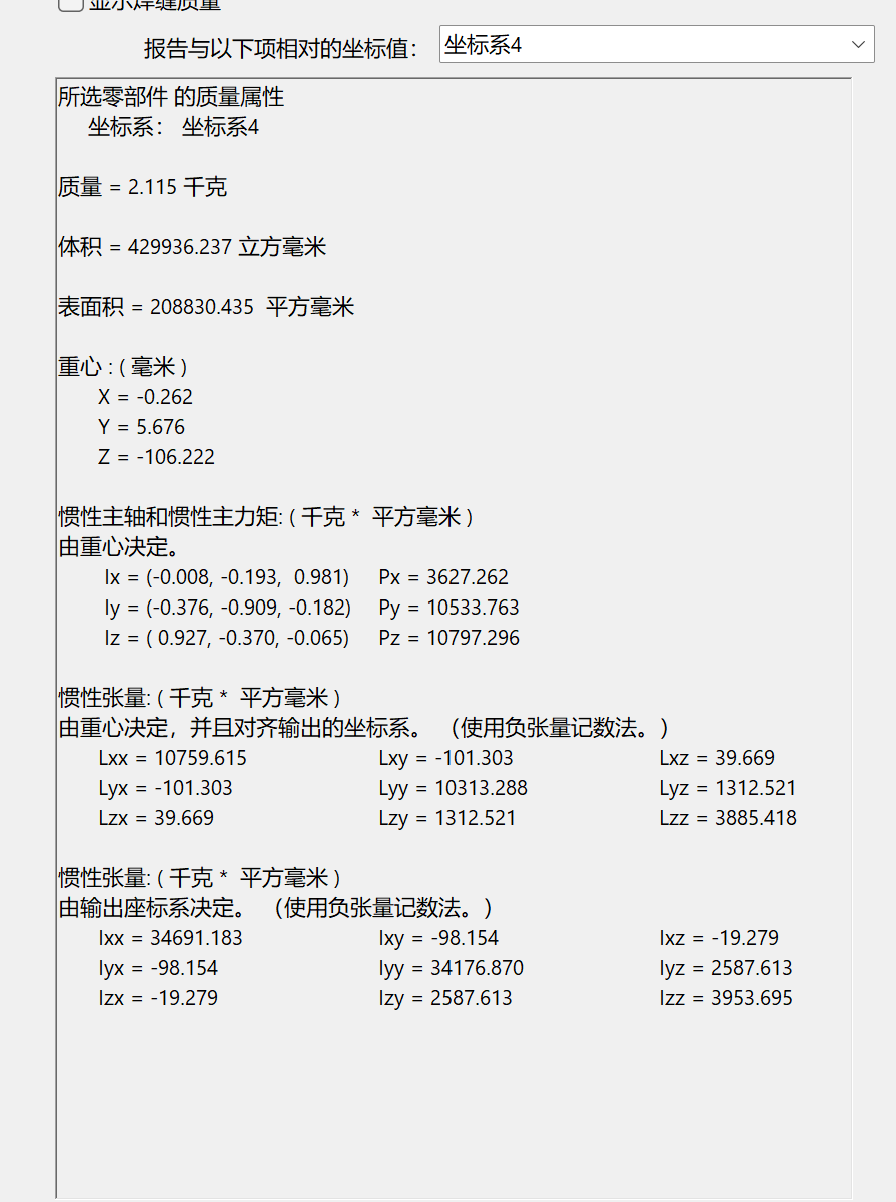 显示焊缝质量
报告与以下项相对的坐标值： 坐标系4
所选零部件 的质量属性
坐标系： 坐标系4
质量 = 2.115 千克
体积 = 429936.237 立方毫米
表面积 = 208830.435 平方毫米
重心 : ( 毫米 )
X = -0.262
Y = 5.676
Z = -106.222
惯性主轴和惯性主力矩: ( 千克 * 平方毫米 )
由重心决定。
Ix = (-0.008, -0.193, 0.981) Px = 3627.262
Iy = (-0.376, -0.909, -0.182) Py = 10533.763
Iz = ( 0.927, -0.370, -0.065) Pz = 10797.296
惯性张量: ( 千克 * 平方毫米 )
由重心决定，并且对齐输出的坐标系。 （使用负张量记数法。）
Lxx = 10759.615 Lxy = -101.303 Lxz = 39.669
Lyx = -101.303 Lyy = 10313.288 Lyz = 1312.521
Lzx = 39.669 Lzy = 1312.521 Lzz = 3885.418
惯性张量: ( 千克 * 平方毫米 )
由输出座标系决定。 （使用负张量记数法。）
Ixx = 34691.183 Ixy = -98.154 Ixz = -19.279
Iyx = -98.154 Iyy = 34176.870 Iyz = 2587.613
Izx = -19.279 Izy = 2587.613 Izz = 3953.695